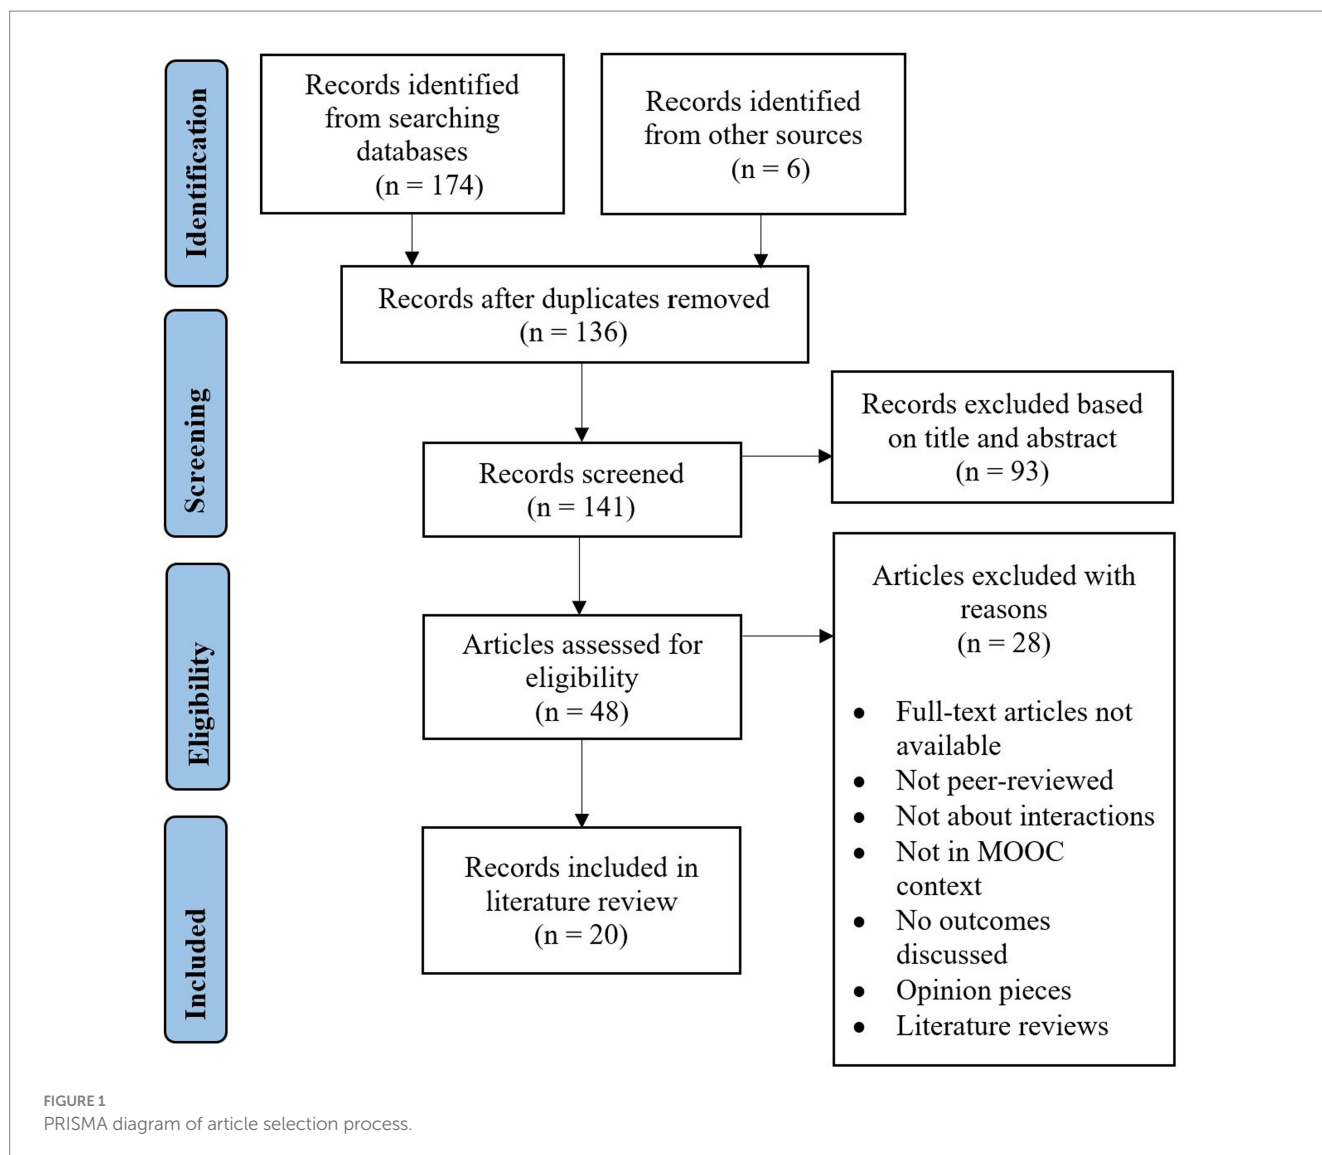 Identification
Records identified
from searching
databases
(n = 174)
Records identified
from other sources
(n = 6)
Records after duplicates removed
(n = 136)
Screening
Records excluded based
on title and abstract
(n = 93)
Records screened
(n = 141)
Eligibility
Articles assessed for
eligibility
(n = 48)
Articles excluded with
reasons
(n = 28)
• Full-text articles not
available
• Not peer-reviewed
• Not about interactions
• Not in MOOC
context
• No outcomes
discussed
• Opinion pieces
• Literature reviews
Included
Records included in
literature review
(n = 20)
FIGURE 1
PRISMA diagram of article selection process.